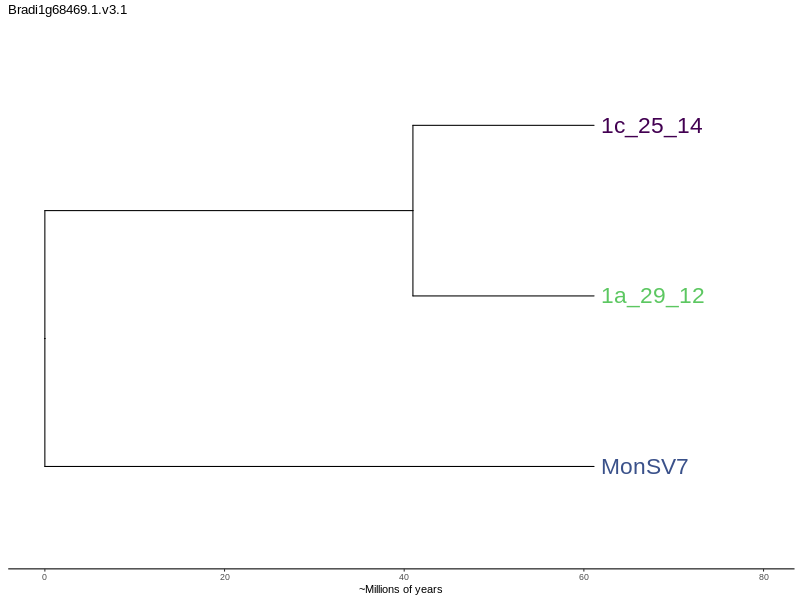 Bradi1g68469.1.v3.1
1c_25_14
1a_29_12
MonSV7
0 20 40 60 80
~Millions of years